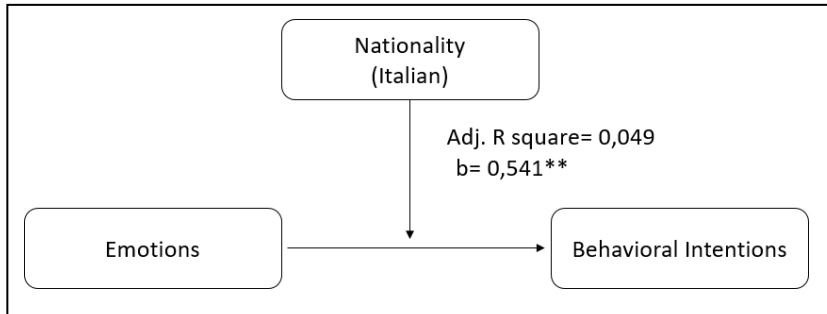 Nationality
(Italian)
Adj. R square= 0,049
b= 0,541**
Emotions
Behavioral Intentions